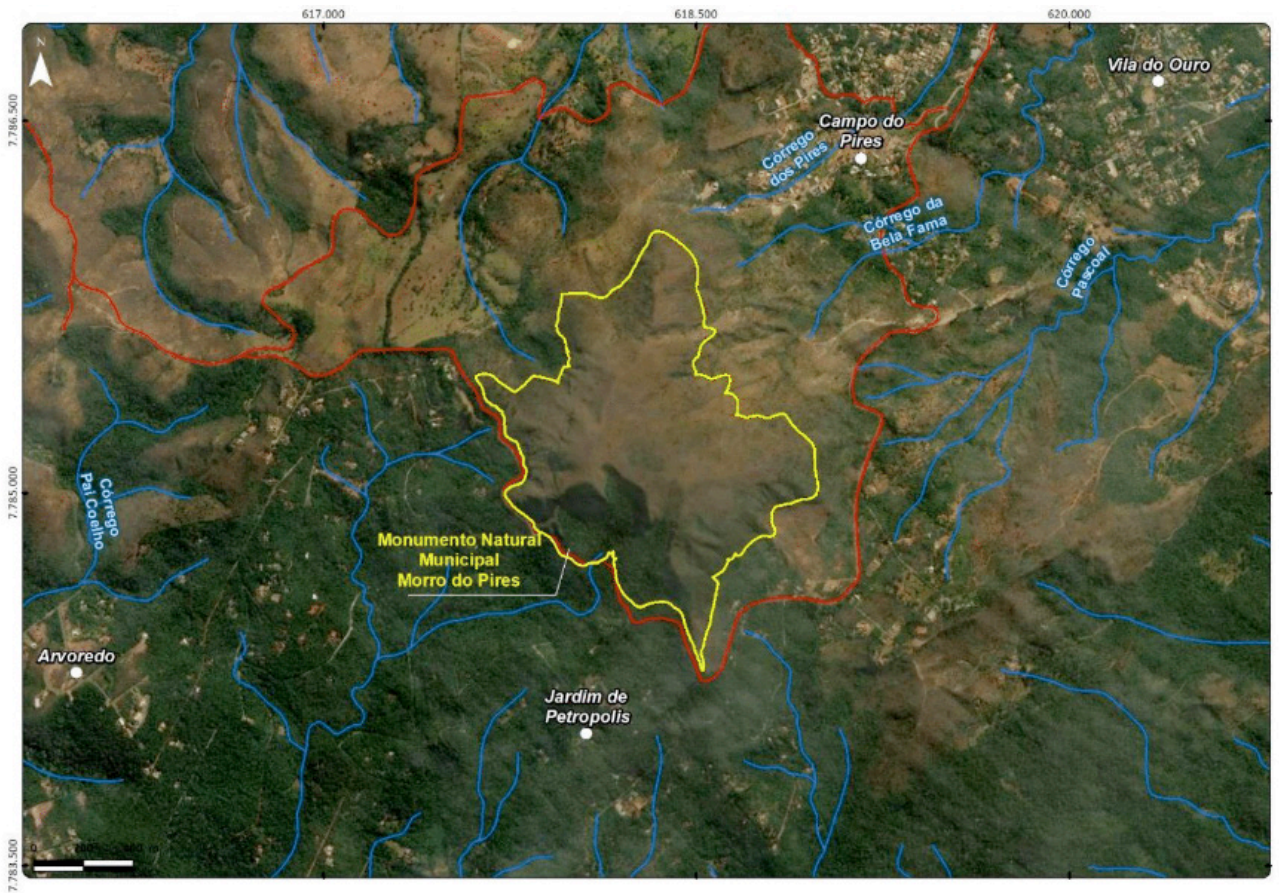 617.000
618.500
620.000
N
Vila do Ouro
7.786.500
Campo do
Pires
Córrego
dos Pires
Córrego da
Bela Fama
Córrego
Pascoal
7.785.000
Córrego
Pai Coelho
Monumento Natural
Municipal
Morro do Pires
Arvoredo
Jardim de
Petropolis
0
m
7.783.500